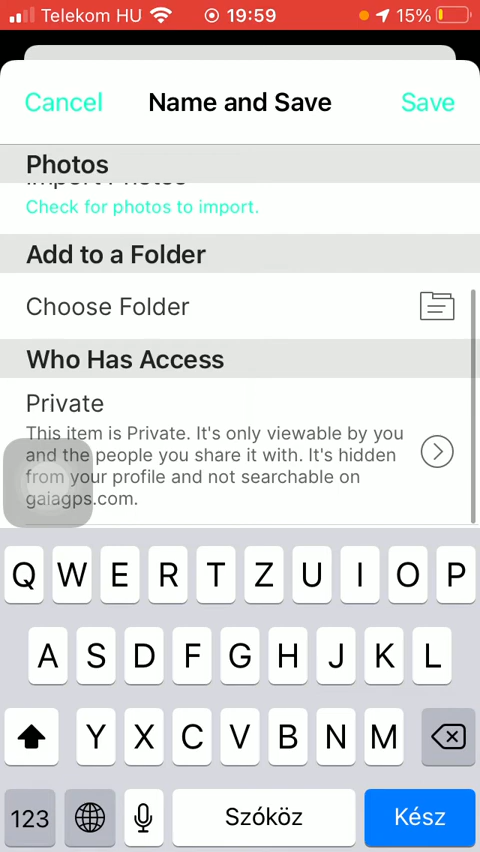 Telekom HU 19:59 15%
Cancel Name and Save Save
Photos
Import Photos
Check for photos to import.
Add to a Folder
Choose Folder
Who Has Access
Private
This item is Private. It's only viewable by you
and the people you share it with. It's hidden
from your profile and not searchable on
gaiagps.com.
Q W E R T Z U I O P
A S D F G H J K L
Y X C V B N M
123 Szóköz Kész